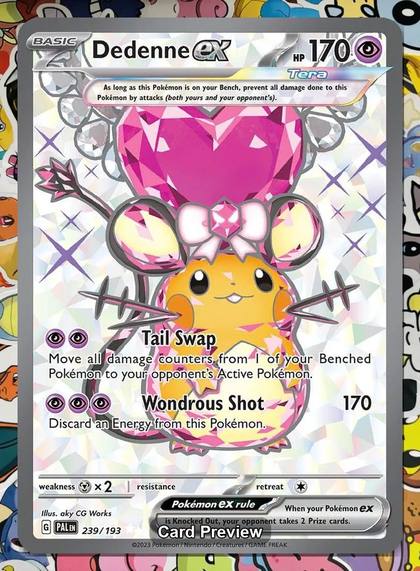 BASIC
Dedenne ex HP 170
Tera
As long as this Pokémon is on your Bench, prevent all damage done to this
Pokémon by attacks (both yours and your opponent's).
Tail Swap
Move all damage counters from 1 of your Benched
Pokémon to your opponent's Active Pokémon.
Wondrous Shot 170
Discard an Energy from this Pokémon.
weakness ×2 resistance retreat
Pokémon ex rule When your Pokémon ex
is Knocked Out, your opponent takes 2 Prize cards.
Illus. aky CG Works
G PAL EN 239/193
Card Preview
©2023 Pokémon / Nintendo / Creatures / GAME FREAK